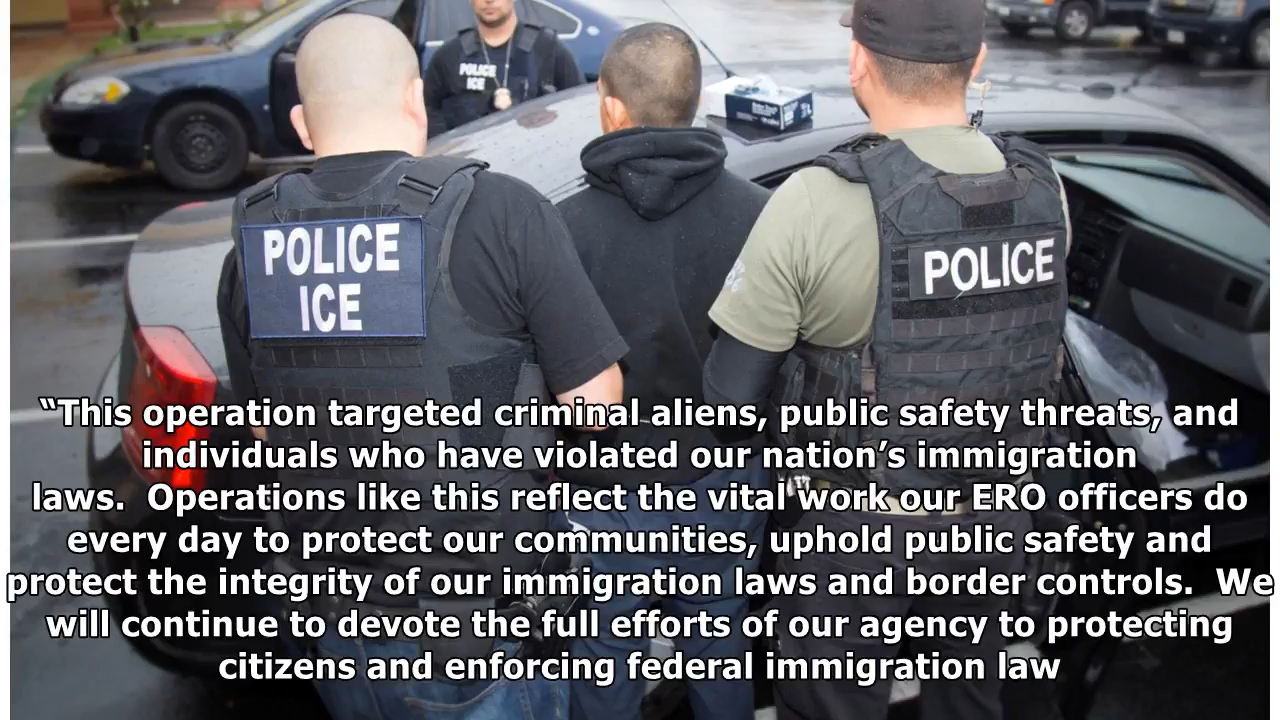 POLICE
ICE
POLICE
ICE
POLICE
“This operation targeted criminal aliens, public safety threats, and
individuals who have violated our nation’s immigration
laws.  Operations like this reflect the vital work our ERO officers do
every day to protect our communities, uphold public safety and
protect the integrity of our immigration laws and border controls.  We
will continue to devote the full efforts of our agency to protecting
citizens and enforcing federal immigration law